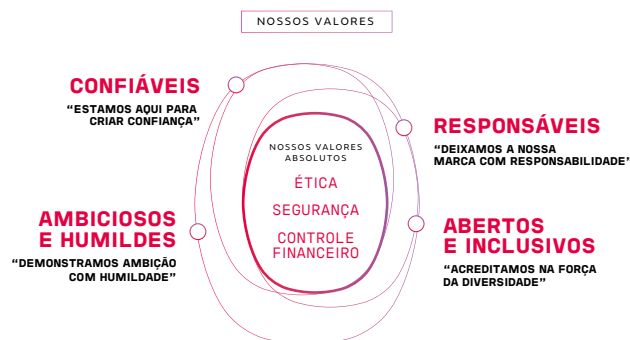 NOSSOS VALORES
CONFIÁVEIS
“ESTAMOS AQUI PARA
CRIAR CONFIANÇA”
RESPONSÁVEIS
“DEIXAMOS A NOSSA
MARCA COM RESPONSABILIDADE”
NOSSOS VALORES
ABSOLUTOS
ÉTICA
SEGURANÇA
CONTROLE
FINANCEIRO
AMBICIOSOS
E HUMILDES
“DEMONSTRAMOS AMBIÇÃO
COM HUMILDADE”
ABERTOS
E INCLUSIVOS
“ACREDITAMOS NA FORÇA
DA DIVERSIDADE”